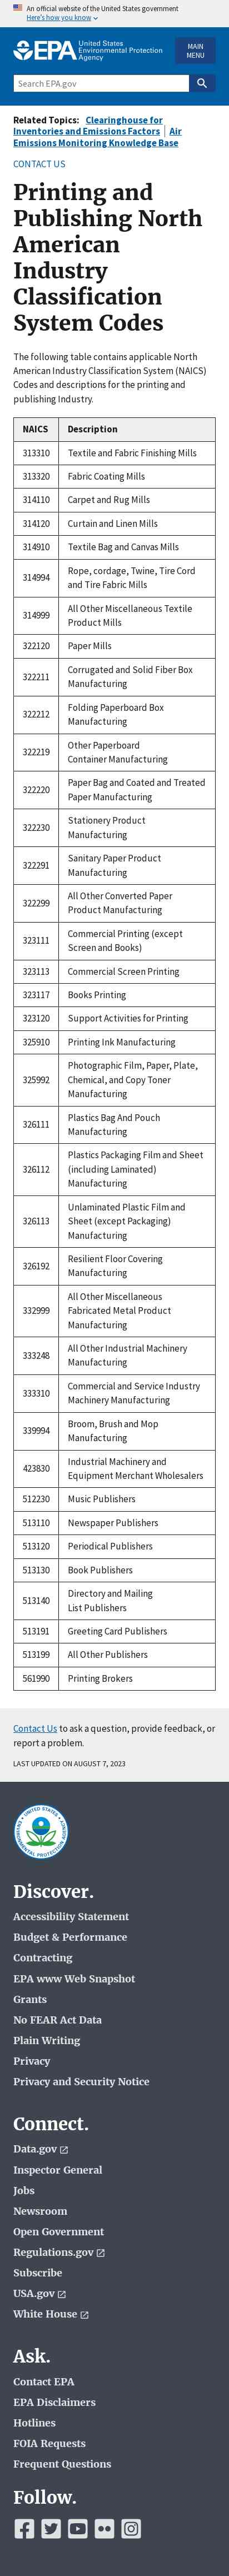 An official website of the United States government
Here's how you know
EPA United States Environmental Protection Agency
MAIN MENU
Search EPA.gov
Related Topics: Clearinghouse for
Inventories and Emissions Factors | Air
Emissions Monitoring Knowledge Base
CONTACT US
Printing and
Publishing North
American
Industry
Classification
System Codes
The following table contains applicable North
American Industry Classification System (NAICS)
Codes and descriptions for the printing and
publishing Industry.
NAICS Description
313310 Textile and Fabric Finishing Mills
313320 Fabric Coating Mills
314110 Carpet and Rug Mills
314120 Curtain and Linen Mills
314910 Textile Bag and Canvas Mills
314994 Rope, cordage, Twine, Tire Cord
and Tire Fabric Mills
314999 All Other Miscellaneous Textile
Product Mills
322120 Paper Mills
322211 Corrugated and Solid Fiber Box
Manufacturing
322212 Folding Paperboard Box
Manufacturing
322219 Other Paperboard
Container Manufacturing
322220 Paper Bag and Coated and Treated
Paper Manufacturing
322230 Stationery Product
Manufacturing
322291 Sanitary Paper Product
Manufacturing
322299 All Other Converted Paper
Product Manufacturing
323111 Commercial Printing (except
Screen and Books)
323113 Commercial Screen Printing
323117 Books Printing
323120 Support Activities for Printing
325910 Printing Ink Manufacturing
325992 Photographic Film, Paper, Plate,
Chemical, and Copy Toner
Manufacturing
326111 Plastics Bag And Pouch
Manufacturing
326112 Plastics Packaging Film and Sheet
(including Laminated)
Manufacturing
326113 Unlaminated Plastic Film and
Sheet (except Packaging)
Manufacturing
326192 Resilient Floor Covering
Manufacturing
332999 All Other Miscellaneous
Fabricated Metal Product
Manufacturing
333248 All Other Industrial Machinery
Manufacturing
333310 Commercial and Service Industry
Machinery Manufacturing
339994 Broom, Brush and Mop
Manufacturing
423830 Industrial Machinery and
Equipment Merchant Wholesalers
512230 Music Publishers
513110 Newspaper Publishers
513120 Periodical Publishers
513130 Book Publishers
513140 Directory and Mailing
List Publishers
513191 Greeting Card Publishers
513199 All Other Publishers
561990 Printing Brokers
Contact Us to ask a question, provide feedback, or
report a problem.
LAST UPDATED ON AUGUST 7, 2023
UNITED STATES ENVIRONMENTAL PROTECTION AGENCY
Discover.
Accessibility Statement
Budget & Performance
Contracting
EPA www Web Snapshot
Grants
No FEAR Act Data
Plain Writing
Privacy
Privacy and Security Notice
Connect.
Data.gov
Inspector General
Jobs
Newsroom
Open Government
Regulations.gov
Subscribe
USA.gov
White House
Ask.
Contact EPA
EPA Disclaimers
Hotlines
FOIA Requests
Frequent Questions
Follow.